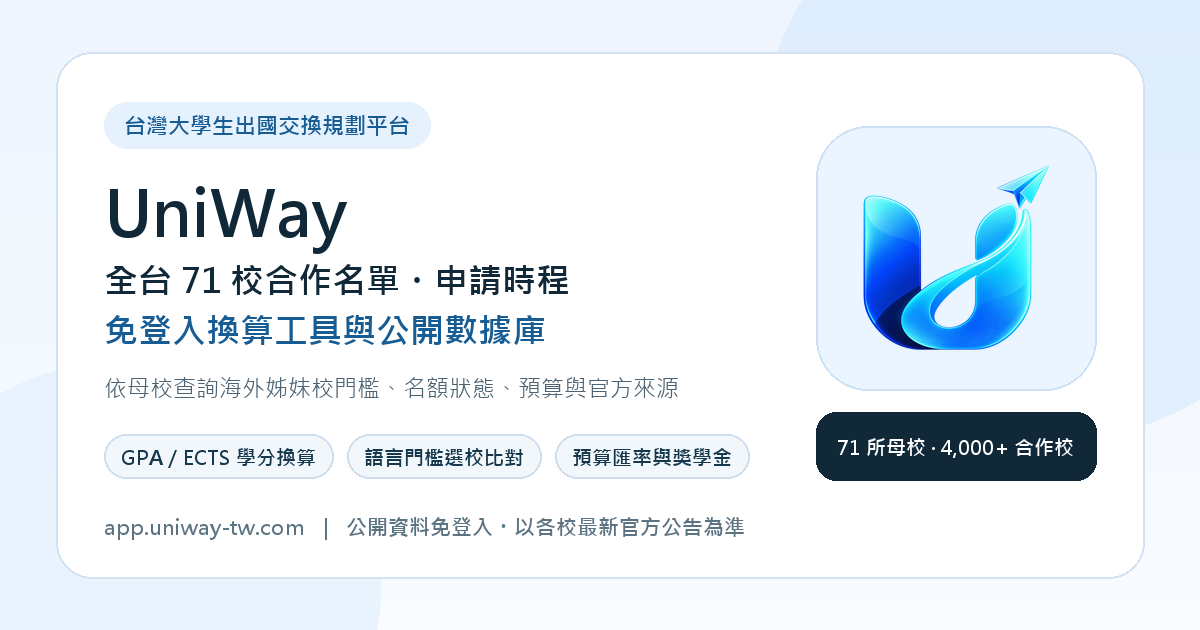 台灣大學生出國交換規劃平台
UniWay
全台 71 校合作名單・申請時程
免登入換算工具與公開數據庫
依母校查詢海外姊妹校門檻、名額狀態、預算與官方來源
GPA / ECTS 學分換算
語言門檻選校比對
預算匯率與獎學金
71 所母校 · 4,000+ 合作校
app.uniway-tw.com | 公開資料免登入・以各校最新官方公告為準